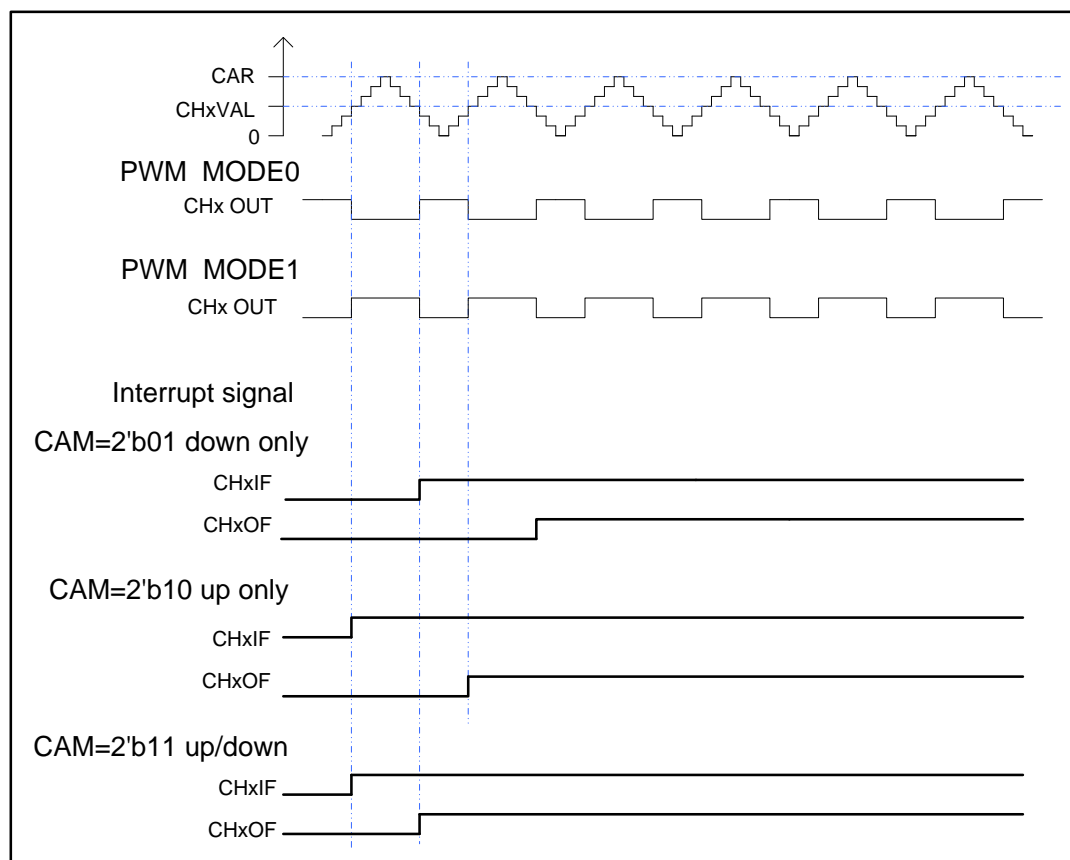 CAR
CHxVAL
0
PWM MODE0
CHx OUT
PWM MODE1
CHx OUT
Interrupt signal
CAM=2'b01 down only
CHxIF
CHxOF
CAM=2'b10 up only
CHxIF
CHxOF
CAM=2'b11 up/down
CHxIF
CHxOF